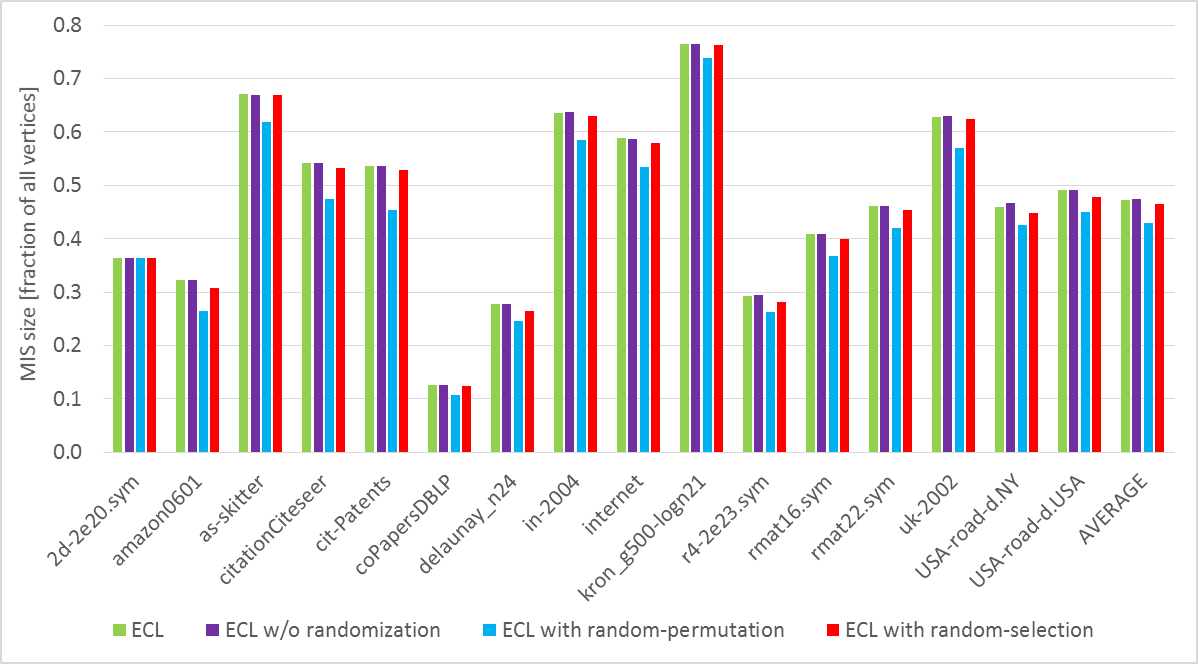 MIS size [fraction of all vertices]
0.8
0.7
0.6
0.5
0.4
0.3
0.2
0.1
0.0
2d-2e20.sym
amazon0601
as-skitter
citationCiteseer
cit-Patents
coPapersDBLP
delaunay_n24
in-2004
internet
kron_g500-logn21
r4-2e23.sym
rmat16.sym
rmat22.sym
uk-2002
USA-road-d.NY
USA-road-d.USA
AVERAGE
ECL
ECL w/o randomization
ECL with random-permutation
ECL with random-selection